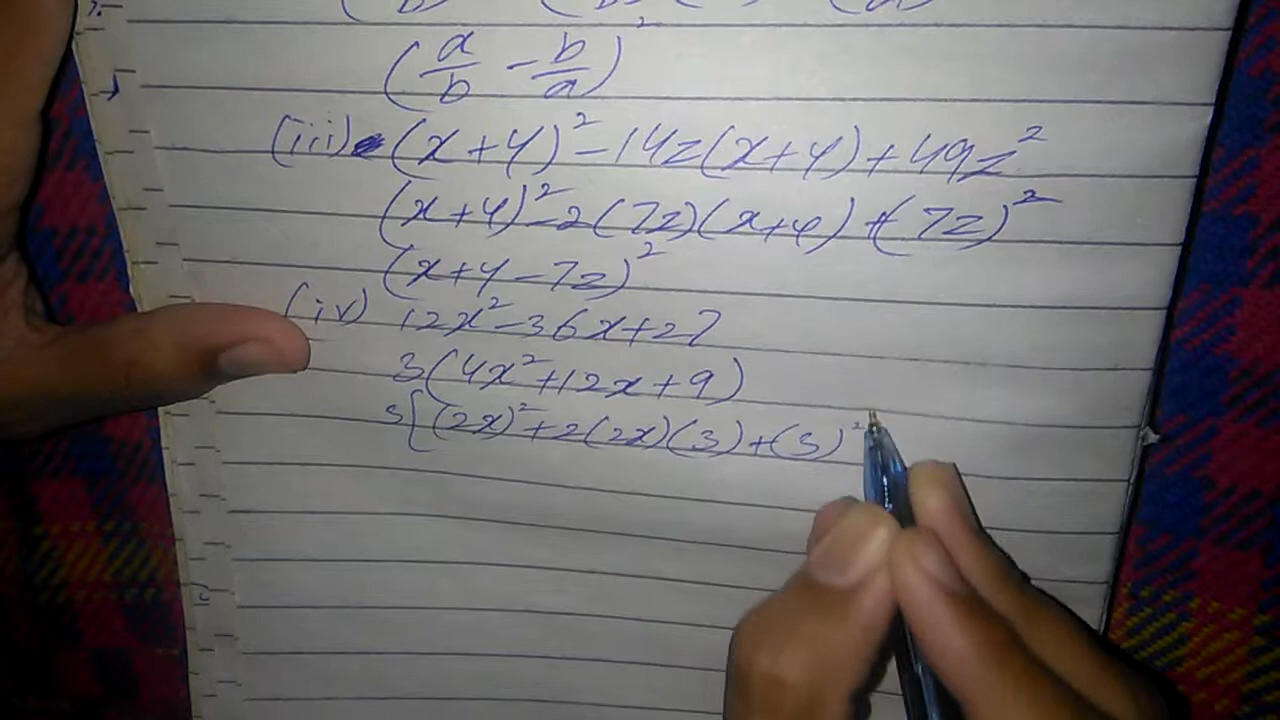 (a/b - b/a)²
(iii) (x+y)² - 14z(x+y) + 49z²
(x+y)² - 2(7z)(x+y) + (7z)²
(x+y-7z)²
(iv) 12x² - 36x + 27
3(4x² + 12x + 9)
3[(2x)² + 2(2x)(3) + (3)²